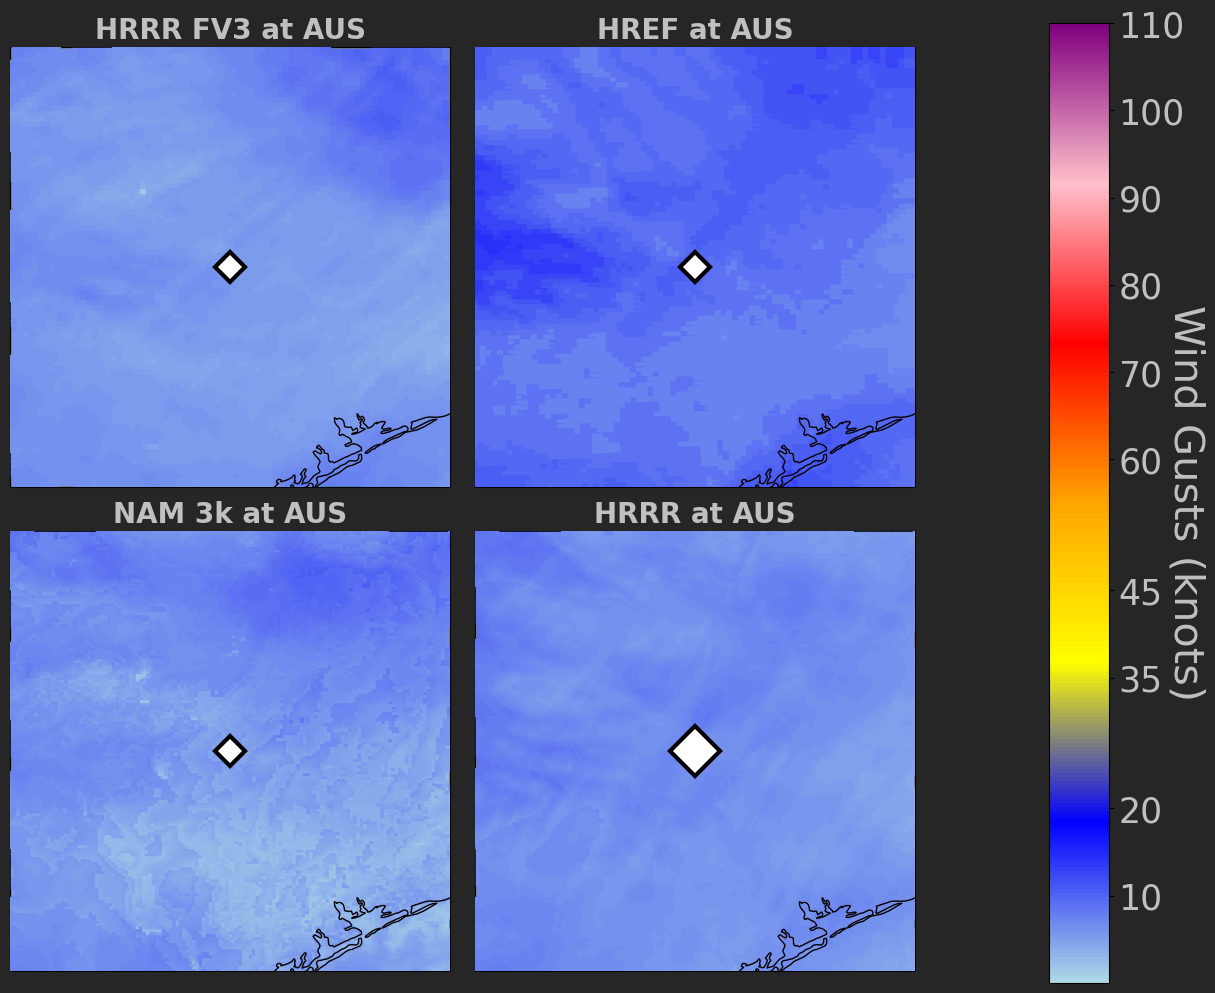 HRRR FV3 at AUS
HREF at AUS
NAM 3k at AUS
HRRR at AUS
110
100
90
80
70
60
45
35
20
10
Wind Gusts (knots)